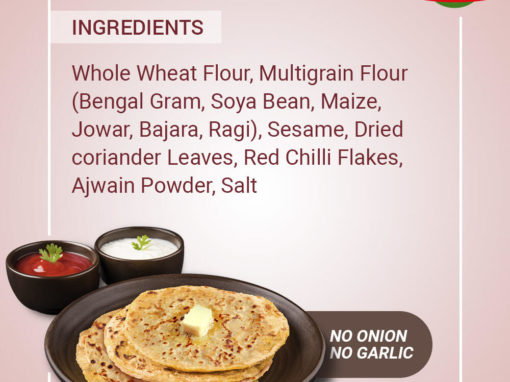 INGREDIENTS
Whole Wheat Flour, Multigrain Flour
(Bengal Gram, Soya Bean, Maize,
Jowar, Bajara, Ragi), Sesame, Dried
coriander Leaves, Red Chilli Flakes,
Ajwain Powder, Salt
NO ONION
NO GARLIC